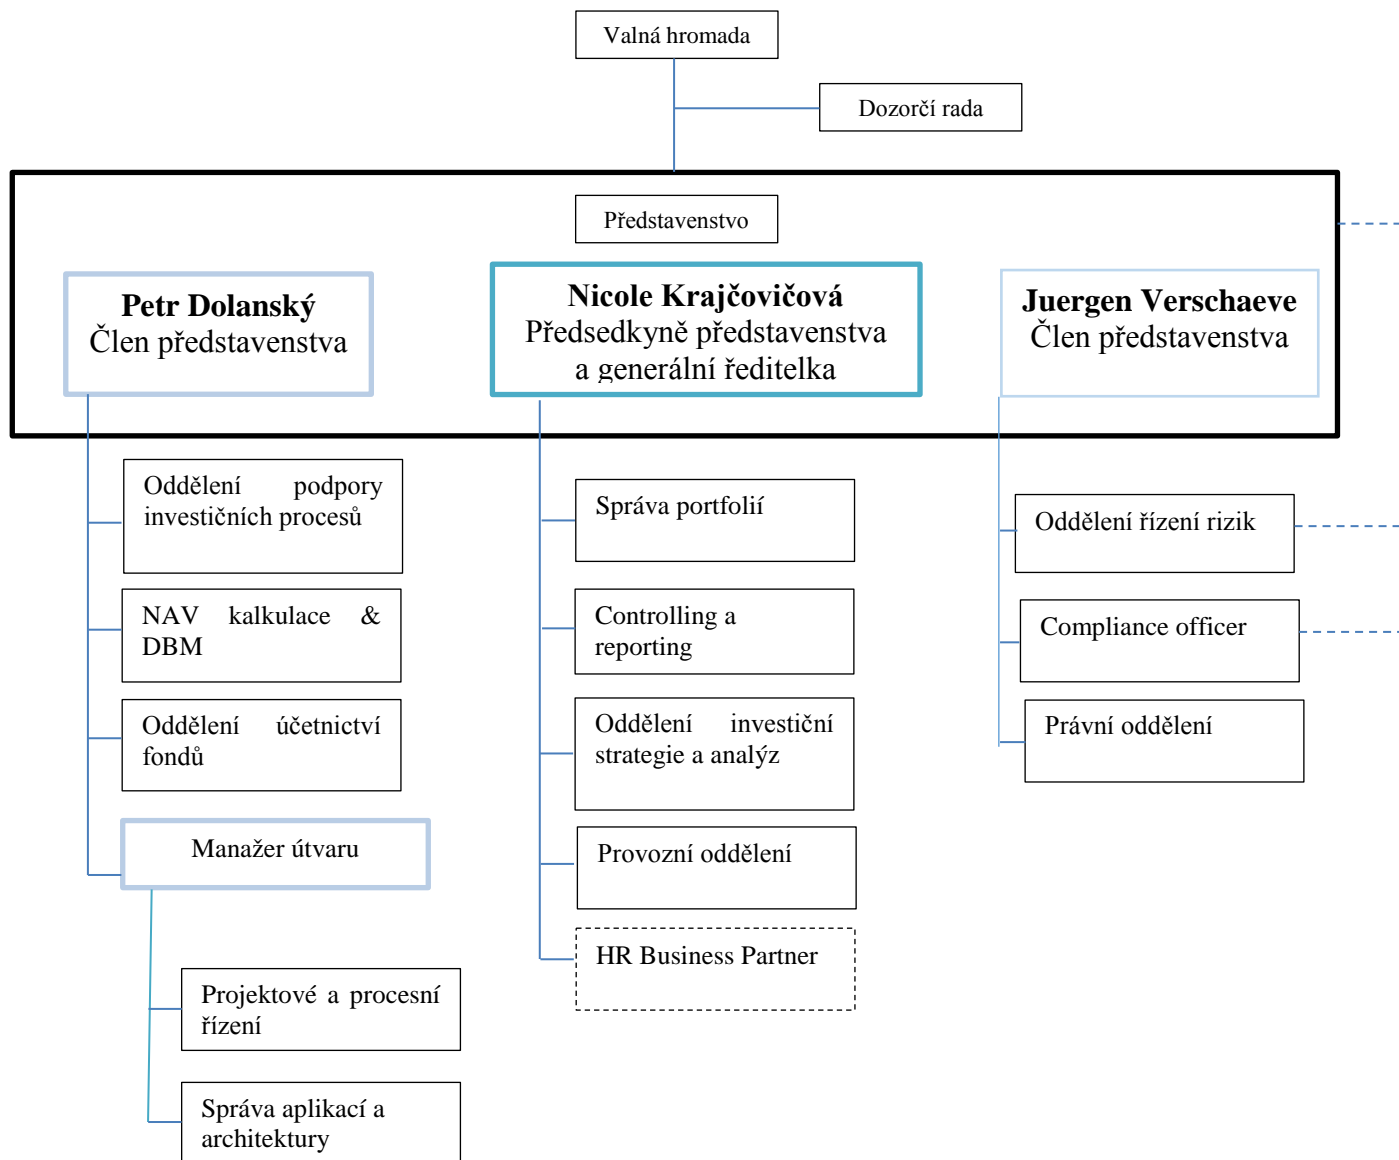 Valná hromada
Dozorčí rada
Představenstvo
Petr Dolanský
Člen představenstva
Nicole Krajčovičová
Předsedkyně představenstva
a generální ředitelka
Juergen Verschaeve
Člen představenstva
Oddělení podpory
investičních procesů
NAV kalkulace &
DBM
Oddělení účetnictví
fondů
Manažer útvaru
Projektové a procesní
řízení
Správa aplikací a
architektury
Správa portfolií
Controlling a
reporting
Oddělení investiční
strategie a analýz
Provozní oddělení
HR Business Partner
Oddělení řízení rizik
Compliance officer
Právní oddělení